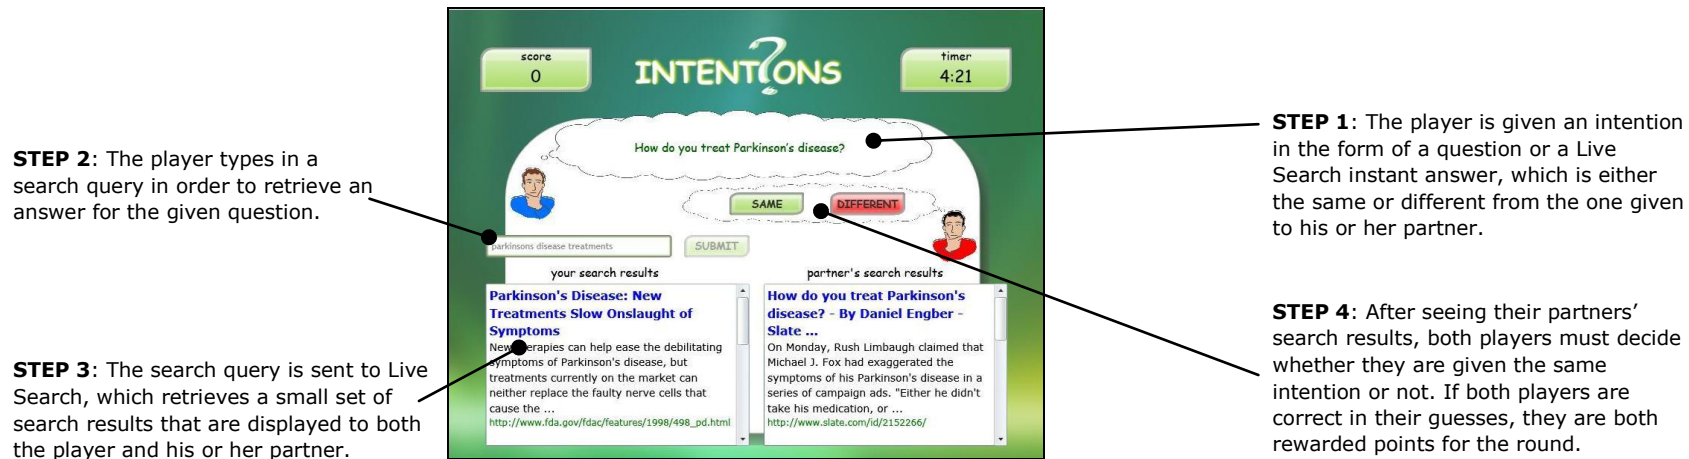 STEP 2: The player types in a
search query in order to retrieve an
answer for the given question.
STEP 3: The search query is sent to Live
Search, which retrieves a small set of
search results that are displayed to both
the player and his or her partner.
score
0
INTENTIONS
timer
4:21
How do you treat Parkinson's disease?
SAME
DIFFERENT
parkinsons disease treatments
SUBMIT
your search results
Parkinson's Disease: New
Treatments Slow Onslaught of
Symptoms
New therapies can help ease the debilitating
symptoms of Parkinson's disease, but
treatments currently on the market can
neither replace the faulty nerve cells that
cause the ...
http://www.fda.gov/fdac/features/1998/498_pd.html
partner's search results
How do you treat Parkinson's
disease? - By Daniel Engber -
Slate ...
On Monday, Rush Limbaugh claimed that
Michael J. Fox had exaggerated the
symptoms of his Parkinson's disease in a
series of campaign ads. "Either he didn't
take his medication, or ...
http://www.slate.com/id/2152266/
STEP 1: The player is given an intention
in the form of a question or a Live
Search instant answer, which is either
the same or different from the one given
to his or her partner.
STEP 4: After seeing their partners’
search results, both players must decide
whether they are given the same
intention or not. If both players are
correct in their guesses, they are both
rewarded points for the round.